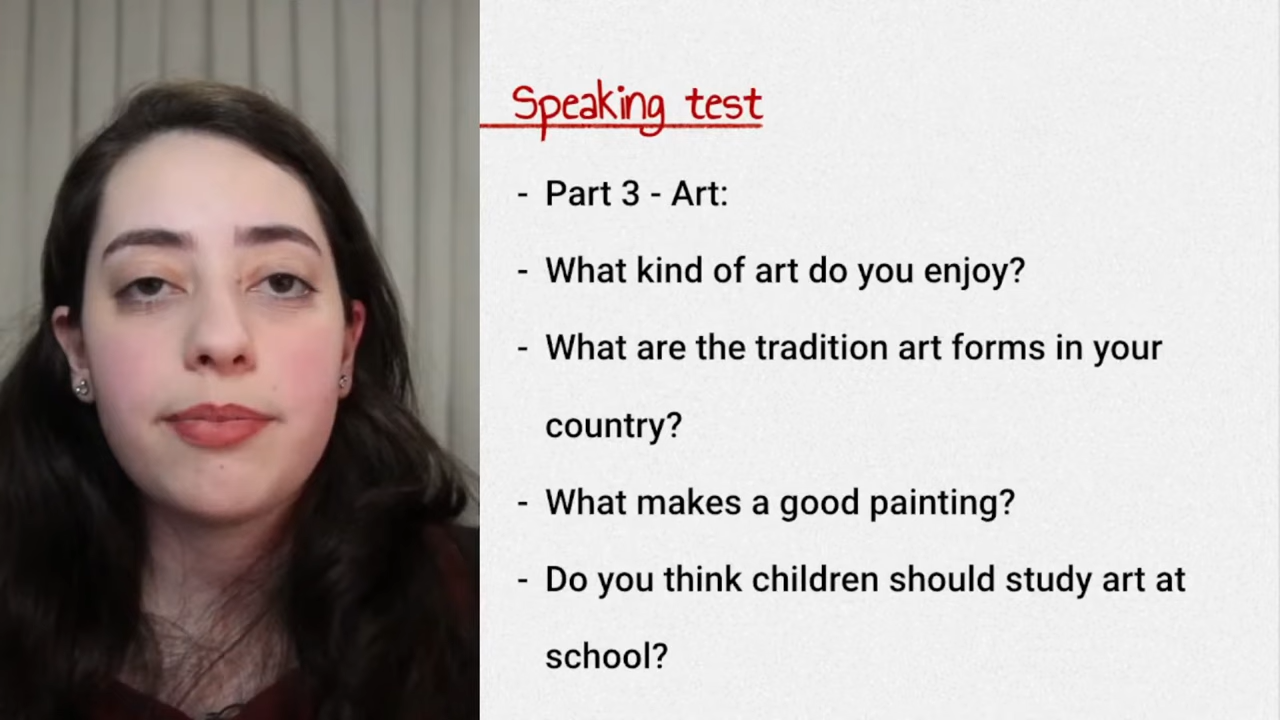 Speaking test
- Part 3 - Art:
- What kind of art do you enjoy?
- What are the tradition art forms in your
country?
- What makes a good painting?
- Do you think children should study art at
school?